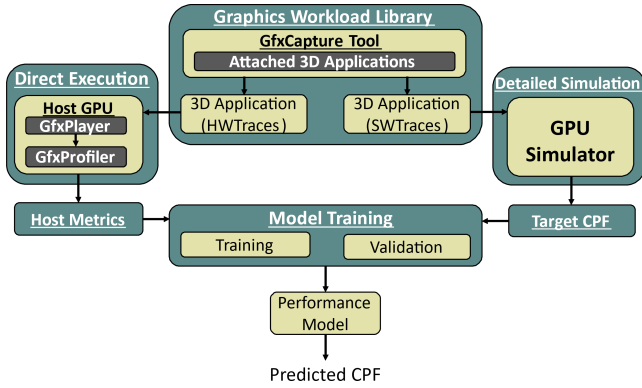 Graphics Workload Library
GfxCapture Tool
Attached 3D Applications
3D Application
(HWTraces)
3D Application
(SWTraces)
Direct Execution
Host GPU
GfxPlayer
GfxProfiler
Detailed Simulation
GPU
Simulator
Host Metrics
Model Training
Training
Validation
Target CPF
Performance
Model
Predicted CPF